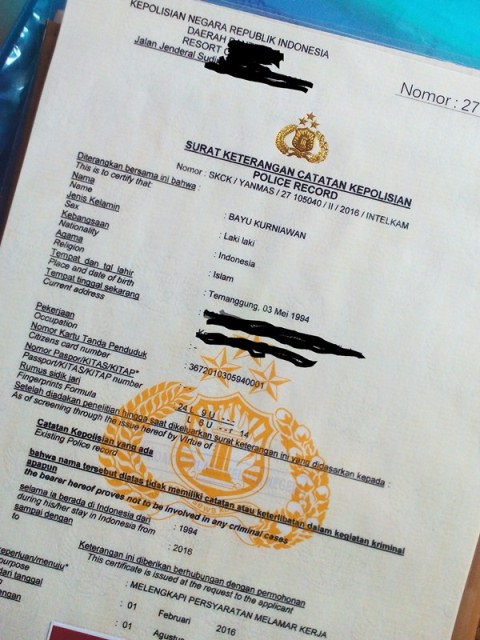 KEPOLISIAN NEGARA REPUBLIK INDONESIA
DAERAH
RESORT
Jalan Jenderal
Nomor : 27
SURAT KETERANGAN CATATAN KEPOLISIAN
POLICE RECORD
Nomor : SKCK / YANMAS / 27 105040 / II / 2016 / INTELKAM
Diterangkan bersama ini bahwa :
This is to certify that:
Nama : BAYU KURNIAWAN
Name
Jenis Kelamin : Laki laki
Sex
Kebangsaan : Indonesia
Nationality
Agama : Islam
Religion
Tempat dan tgl lahir : Temanggung, 03 Mei 1994
Place and date of birth
Tempat tinggal sekarang :
Current address
Pekerjaan :
Occupation
Nomor Kartu Tanda Penduduk : 3672010305940001
Citizens card number
Nomor Paspor/KITAS/KITAP*
Passport/KITAS/KITAP number
Rumus sidik jari
Fingerprints Formula
Setelah diadakan penelitian hingga saat dikeluarkan surat keterangan ini yang didasarkan kepada :
As of screening through the issue hereof by Virtue of
Catatan Kepolisian yang ada
Existing Police record
bahwa nama tersebut diatas tidak memiliki catatan atau keterlibatan dalam kegiatan kriminal
apapun
the bearer hereof proves not to be involved in any criminal cases
selama ia berada di Indonesia dari : 1994
during his/her stay in Indonesia from
sampai dengan : 2016
to
Keterangan ini diberikan berhubungan dengan permohonan
This certificate is issued at the request to the applicant
keperluan/menuju* : MELENGKAPI PERSYARATAN MELAMAR KERJA
purpose
dari tanggal : 01 Februari 2016
: 01 Agustus